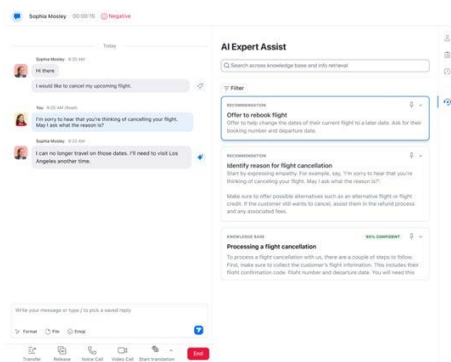 Sophia Mosley 00:00:15 Negative
Today
Sophia Mosley 9:20 AM
Hi there
I would like to cancel my upcoming flight.
You 9:20 AM (Read)
I'm sorry to hear that you're thinking of cancelling your flight.
May I ask what the reason is?
Sophia Mosley 9:20 AM
I can no longer travel on those dates. I'll need to visit Los
Angeles another time.
Write your message or type / to pick a saved reply
Format File Emoji
Transfer Release Voice Call Video Call Start translation End
AI Expert Assist
Search across knowledge base and info retrieval
Filter
RECOMMENDATION
Offer to rebook flight
Offer to help change the dates of their current flight to a later date. Ask for their
booking number and departure date.
RECOMMENDATION
Identify reason for flight cancellation
Start by expressing empathy. For example, say, "I'm sorry to hear that you're
thinking of canceling your flight. May I ask what the reason is?".
Make sure to offer possible alternatives such as an alternative flight or flight
credit. If the customer still wants to cancel, assist them in the refund process
and any associated fees.
KNOWLEDGE BASE CONFIDENT
Processing a flight cancellation
To process a flight cancellation with us, there are a couple of steps to follow.
First, make sure to collect the customer's flight information. This includes their
flight confirmation code. Flight number and departure date. You will need this